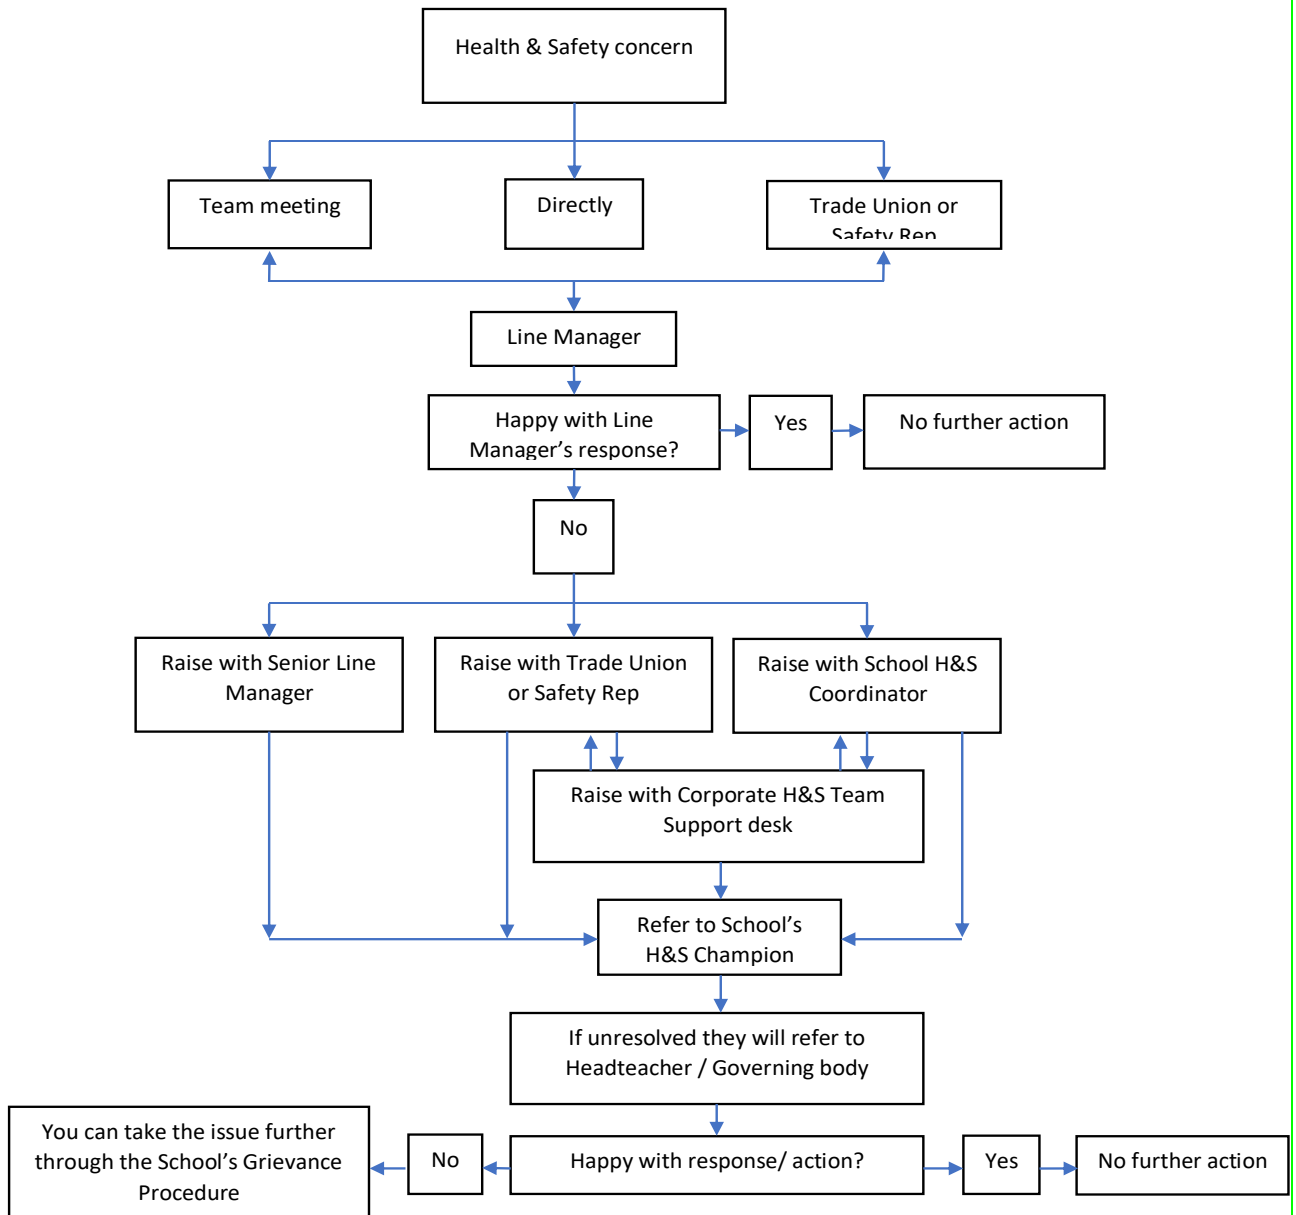 Health & Safety concern
Team meeting
Directly
Trade Union or
Safety Rep
Line Manager
Happy with Line
Manager’s response?
Yes
No further action
No
Raise with Senior Line
Manager
Raise with Trade Union
or Safety Rep
Raise with School H&S
Coordinator
Raise with Corporate H&S Team
Support desk
Refer to School’s
H&S Champion
If unresolved they will refer to
Headteacher / Governing body
You can take the issue further
through the School’s Grievance
Procedure
No
Happy with response/ action?
Yes
No further action